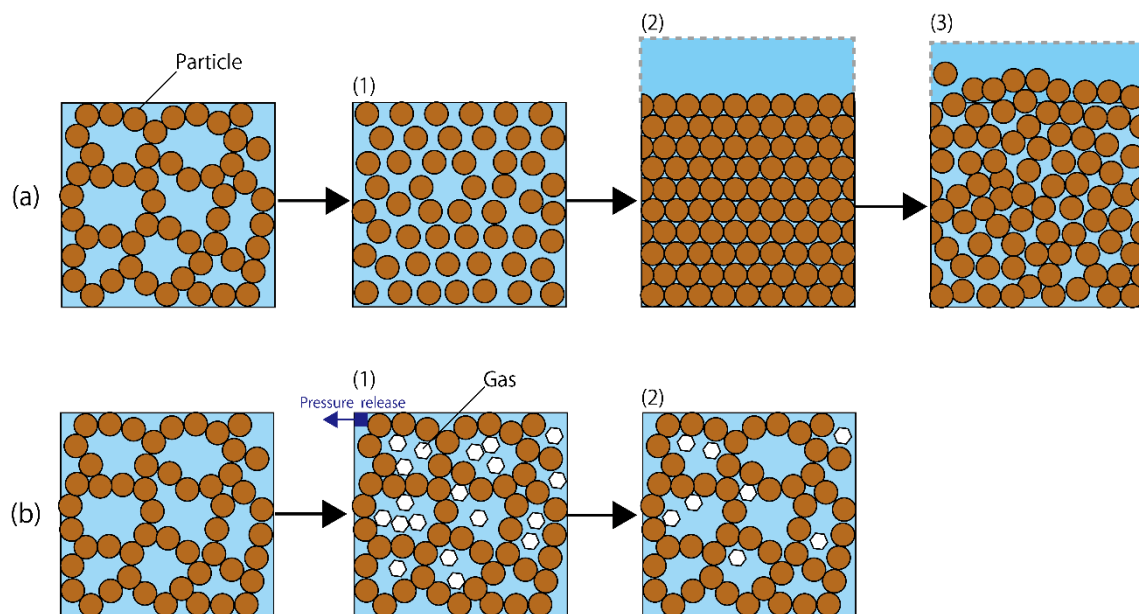 (2)
(3)
Particle
(1)
(a)
(1)
Gas
Pressure release
(2)
(b)